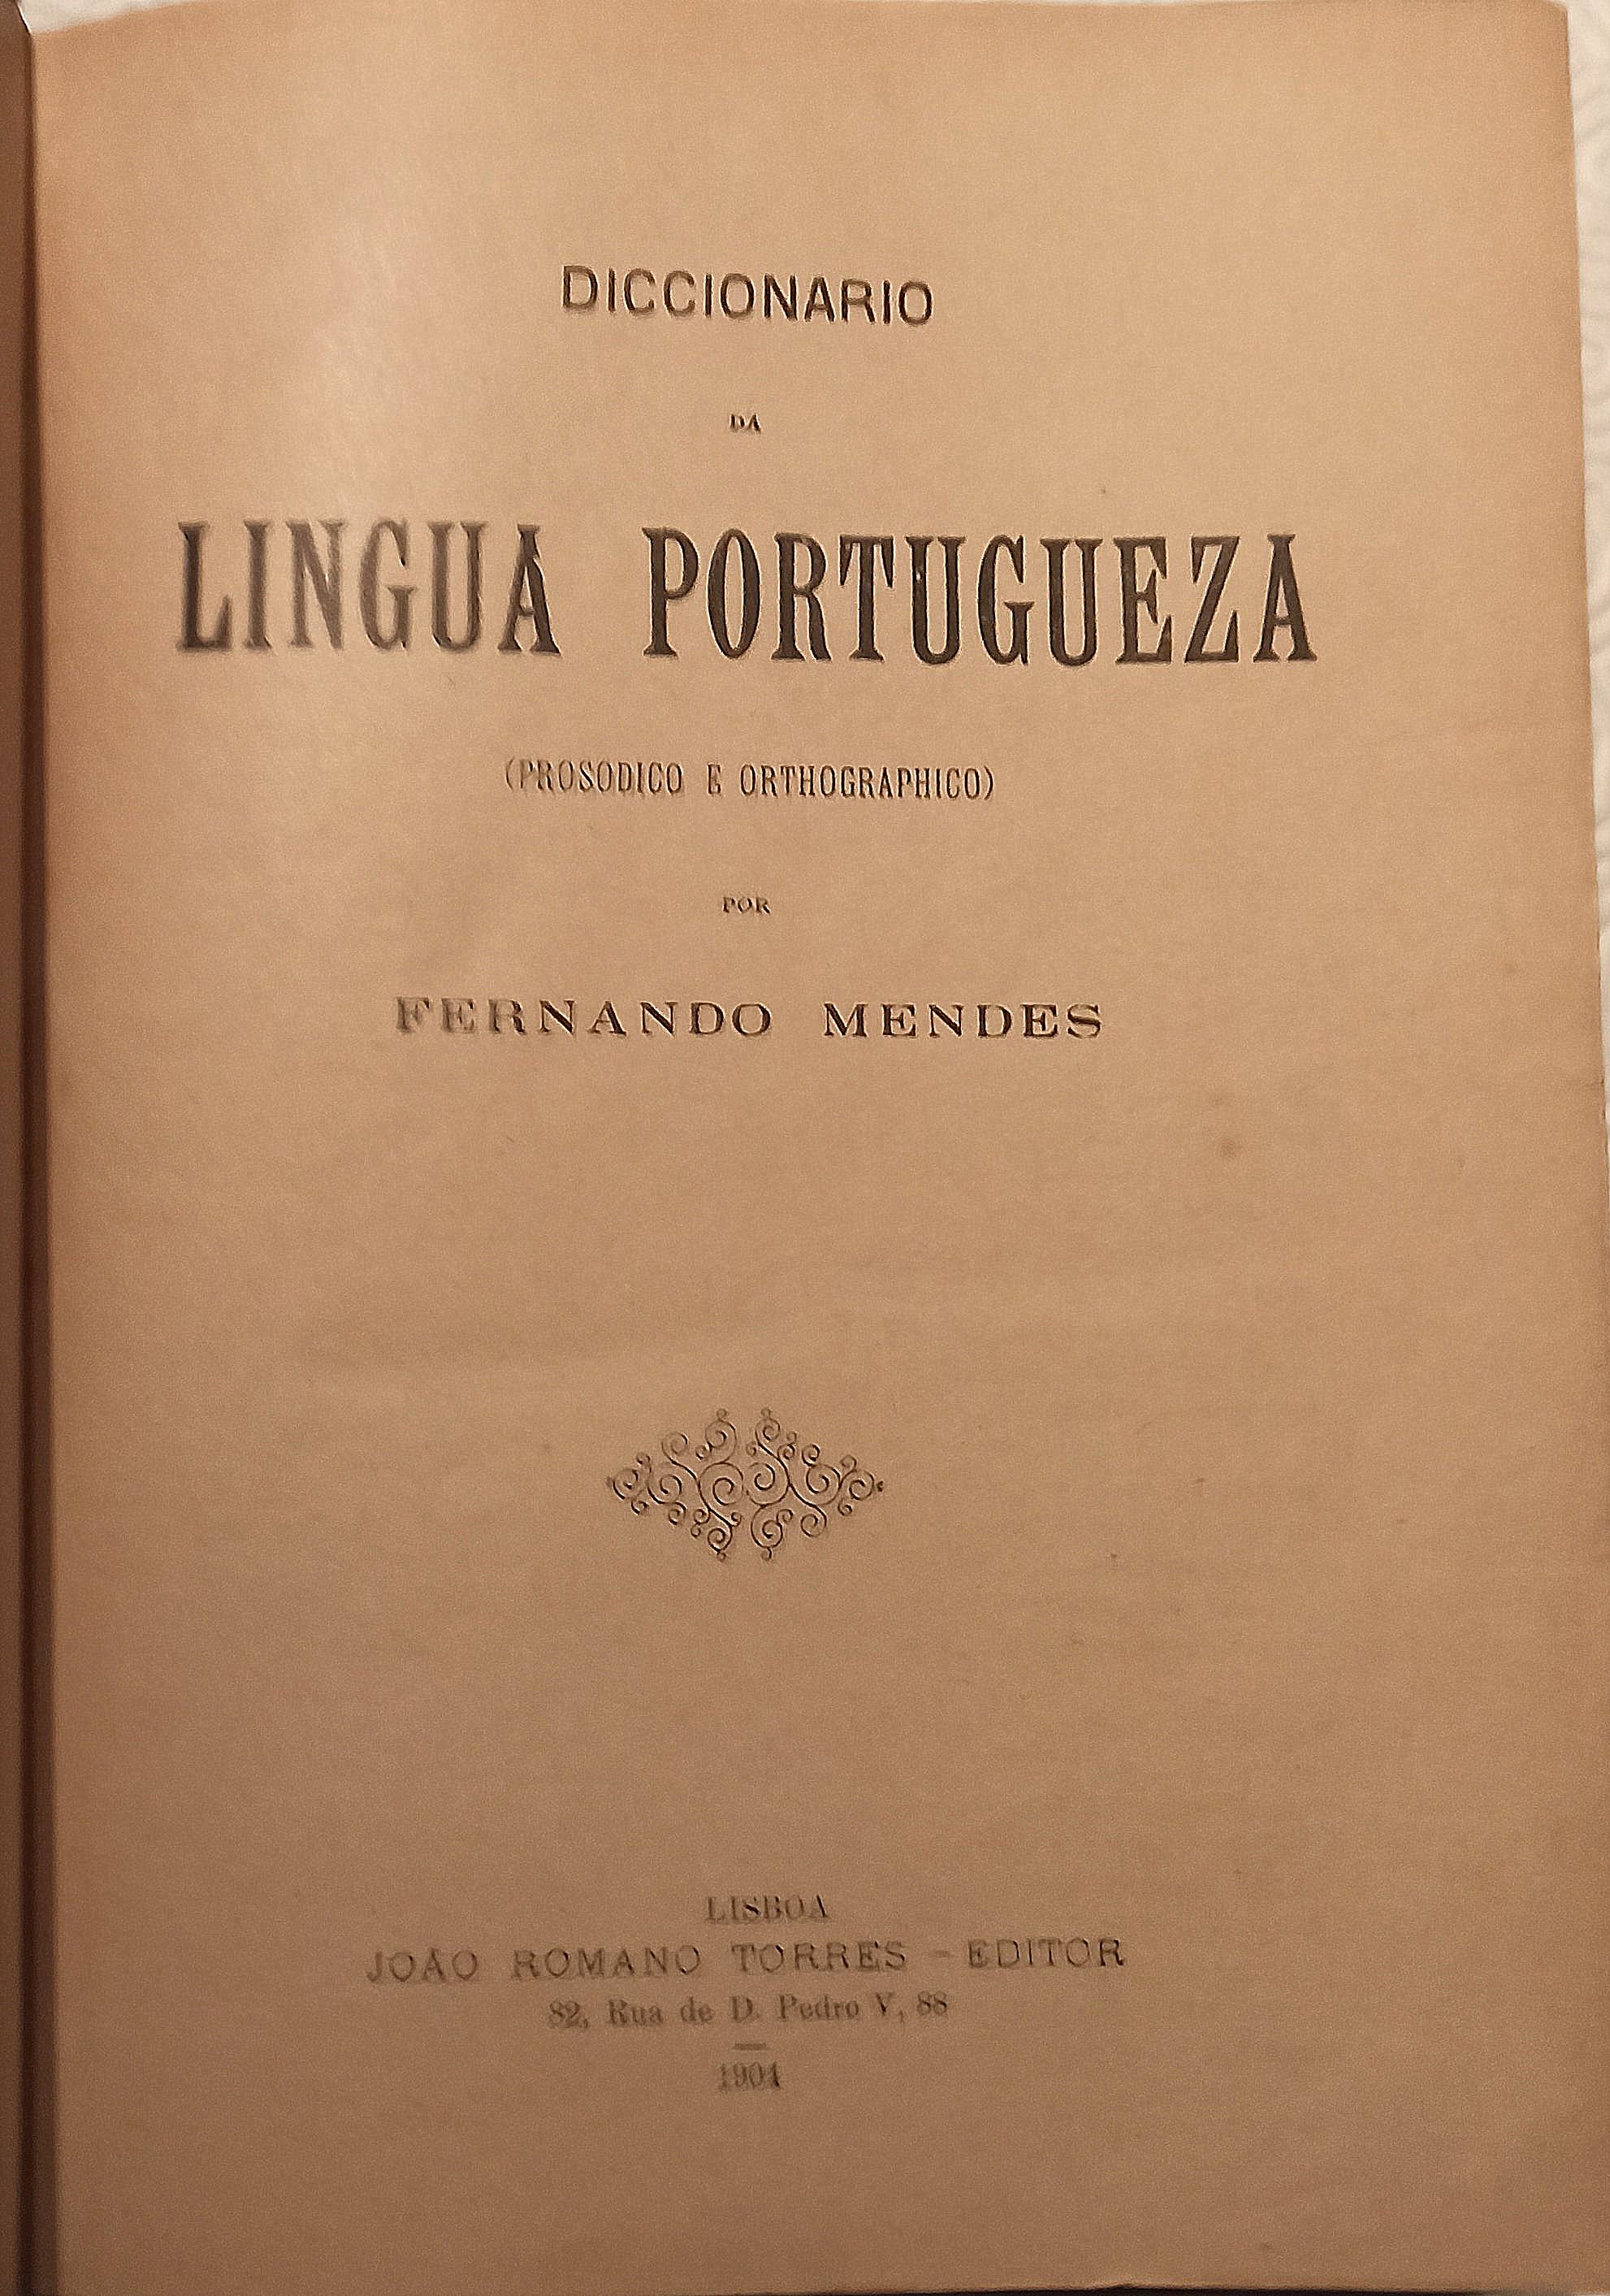 DICCIONARIO
DA
LINGUA PORTUGUEZA
(PROSODICO E ORTHOGRAPHICO)
POR
FERNANDO MENDES
LISBOA
JOÃO ROMANO TORRES – EDITOR
82, Rua de D. Pedro V, 88
1904